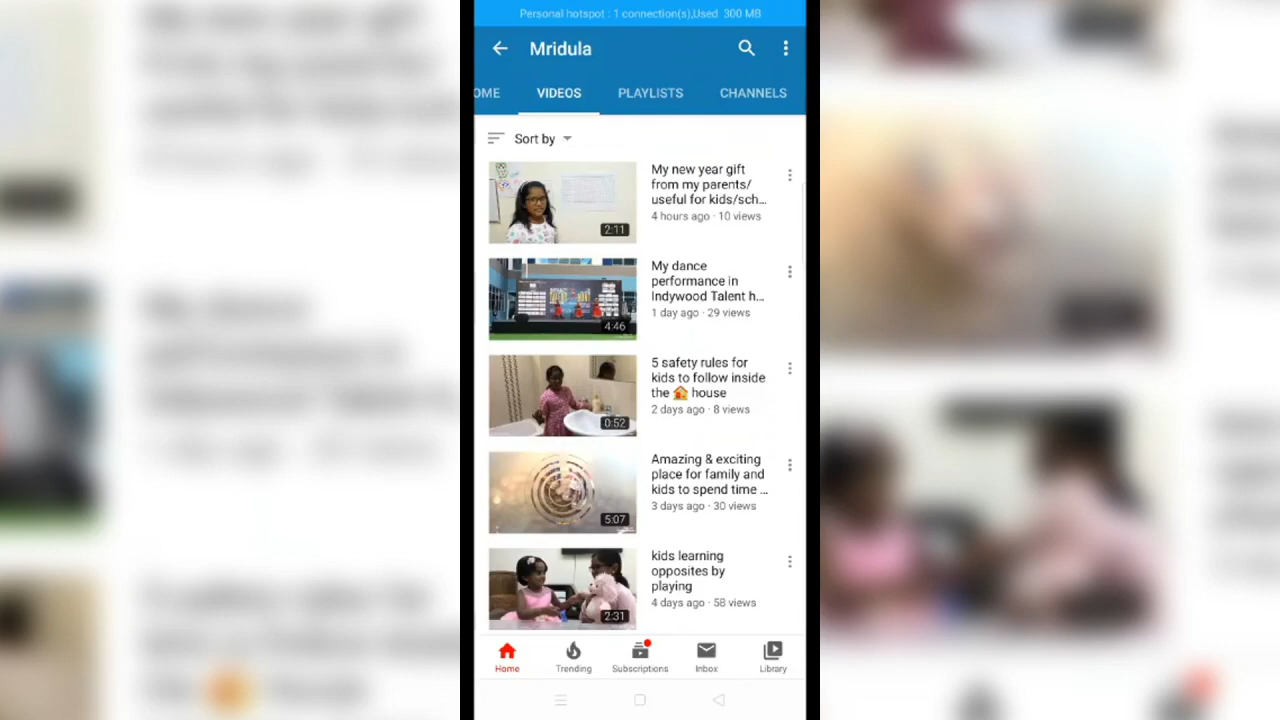 Personal hotspot : 1 connection(s),Used 300 MB
Mridula
OME VIDEOS PLAYLISTS CHANNELS
Sort by
My new year gift
from my parents/
useful for kids/sch...
4 hours ago · 10 views
2:11
My dance
performance in
Indywood Talent h...
1 day ago · 29 views
4:46
5 safety rules for
kids to follow inside
the 🏠 house
2 days ago · 8 views
0:52
Amazing & exciting
place for family and
kids to spend time ...
3 days ago · 30 views
5:07
kids learning
opposites by
playing
4 days ago · 58 views
2:31
Home Trending Subscriptions Inbox Library